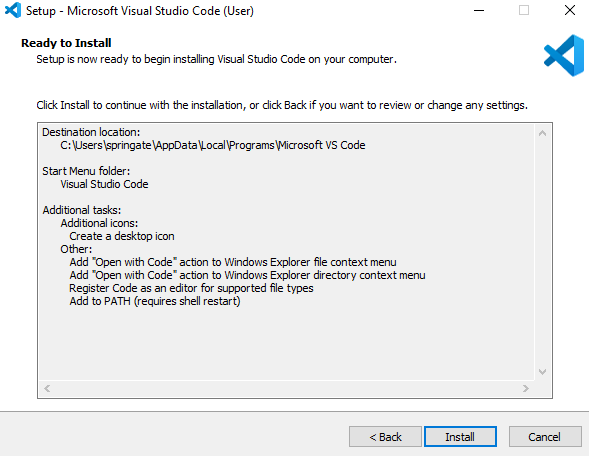 Setup - Microsoft Visual Studio Code (User)
Ready to Install
Setup is now ready to begin installing Visual Studio Code on your computer.
Click Install to continue with the installation, or click Back if you want to review or change any settings.
Destination location:
C:\Users\springate\AppData\Local\Programs\Microsoft VS Code
Start Menu folder:
Visual Studio Code
Additional tasks:
Additional icons:
Create a desktop icon
Other:
Add "Open with Code" action to Windows Explorer file context menu
Add "Open with Code" action to Windows Explorer directory context menu
Register Code as an editor for supported file types
Add to PATH (requires shell restart)
< Back
Install
Cancel